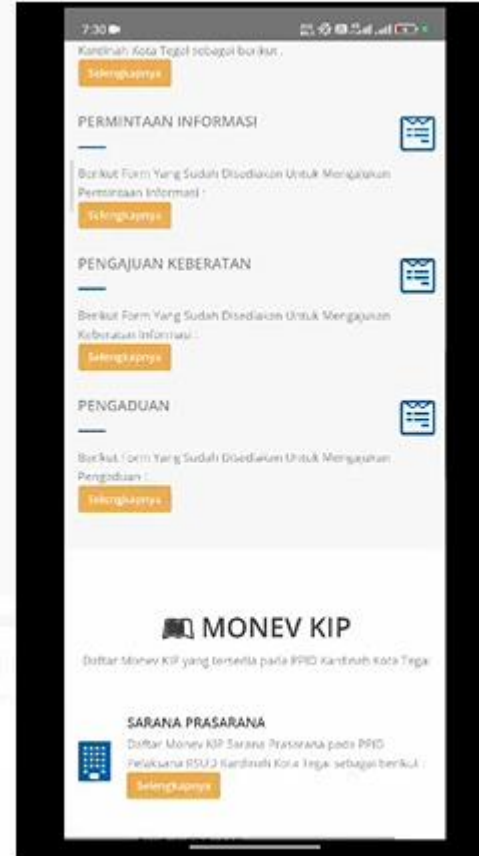 7:30
Kardinah Kota Tegal sebagai berikut :
Selengkapnya
PERMINTAAN INFORMASI
Berikut Form Yang Sudah Disediakan Untuk Mengajukan
Permintaan Informasi :
Selengkapnya
PENGAJUAN KEBERATAN
Berikut Form Yang Sudah Disediakan Untuk Mengajukan
Keberatan Informasi :
Selengkapnya
PENGADUAN
Berikut Form Yang Sudah Disediakan Untuk Mengajukan
Pengaduan :
Selengkapnya
MONEV KIP
Daftar Monev KIP yang tersedia pada PPID Kardinah Kota Tegal
SARANA PRASARANA
Daftar Monev KIP Sarana Prasarana pada PPID
Pelaksana RSUD Kardinah Kota Tegal sebagai berikut :
Selengkapnya